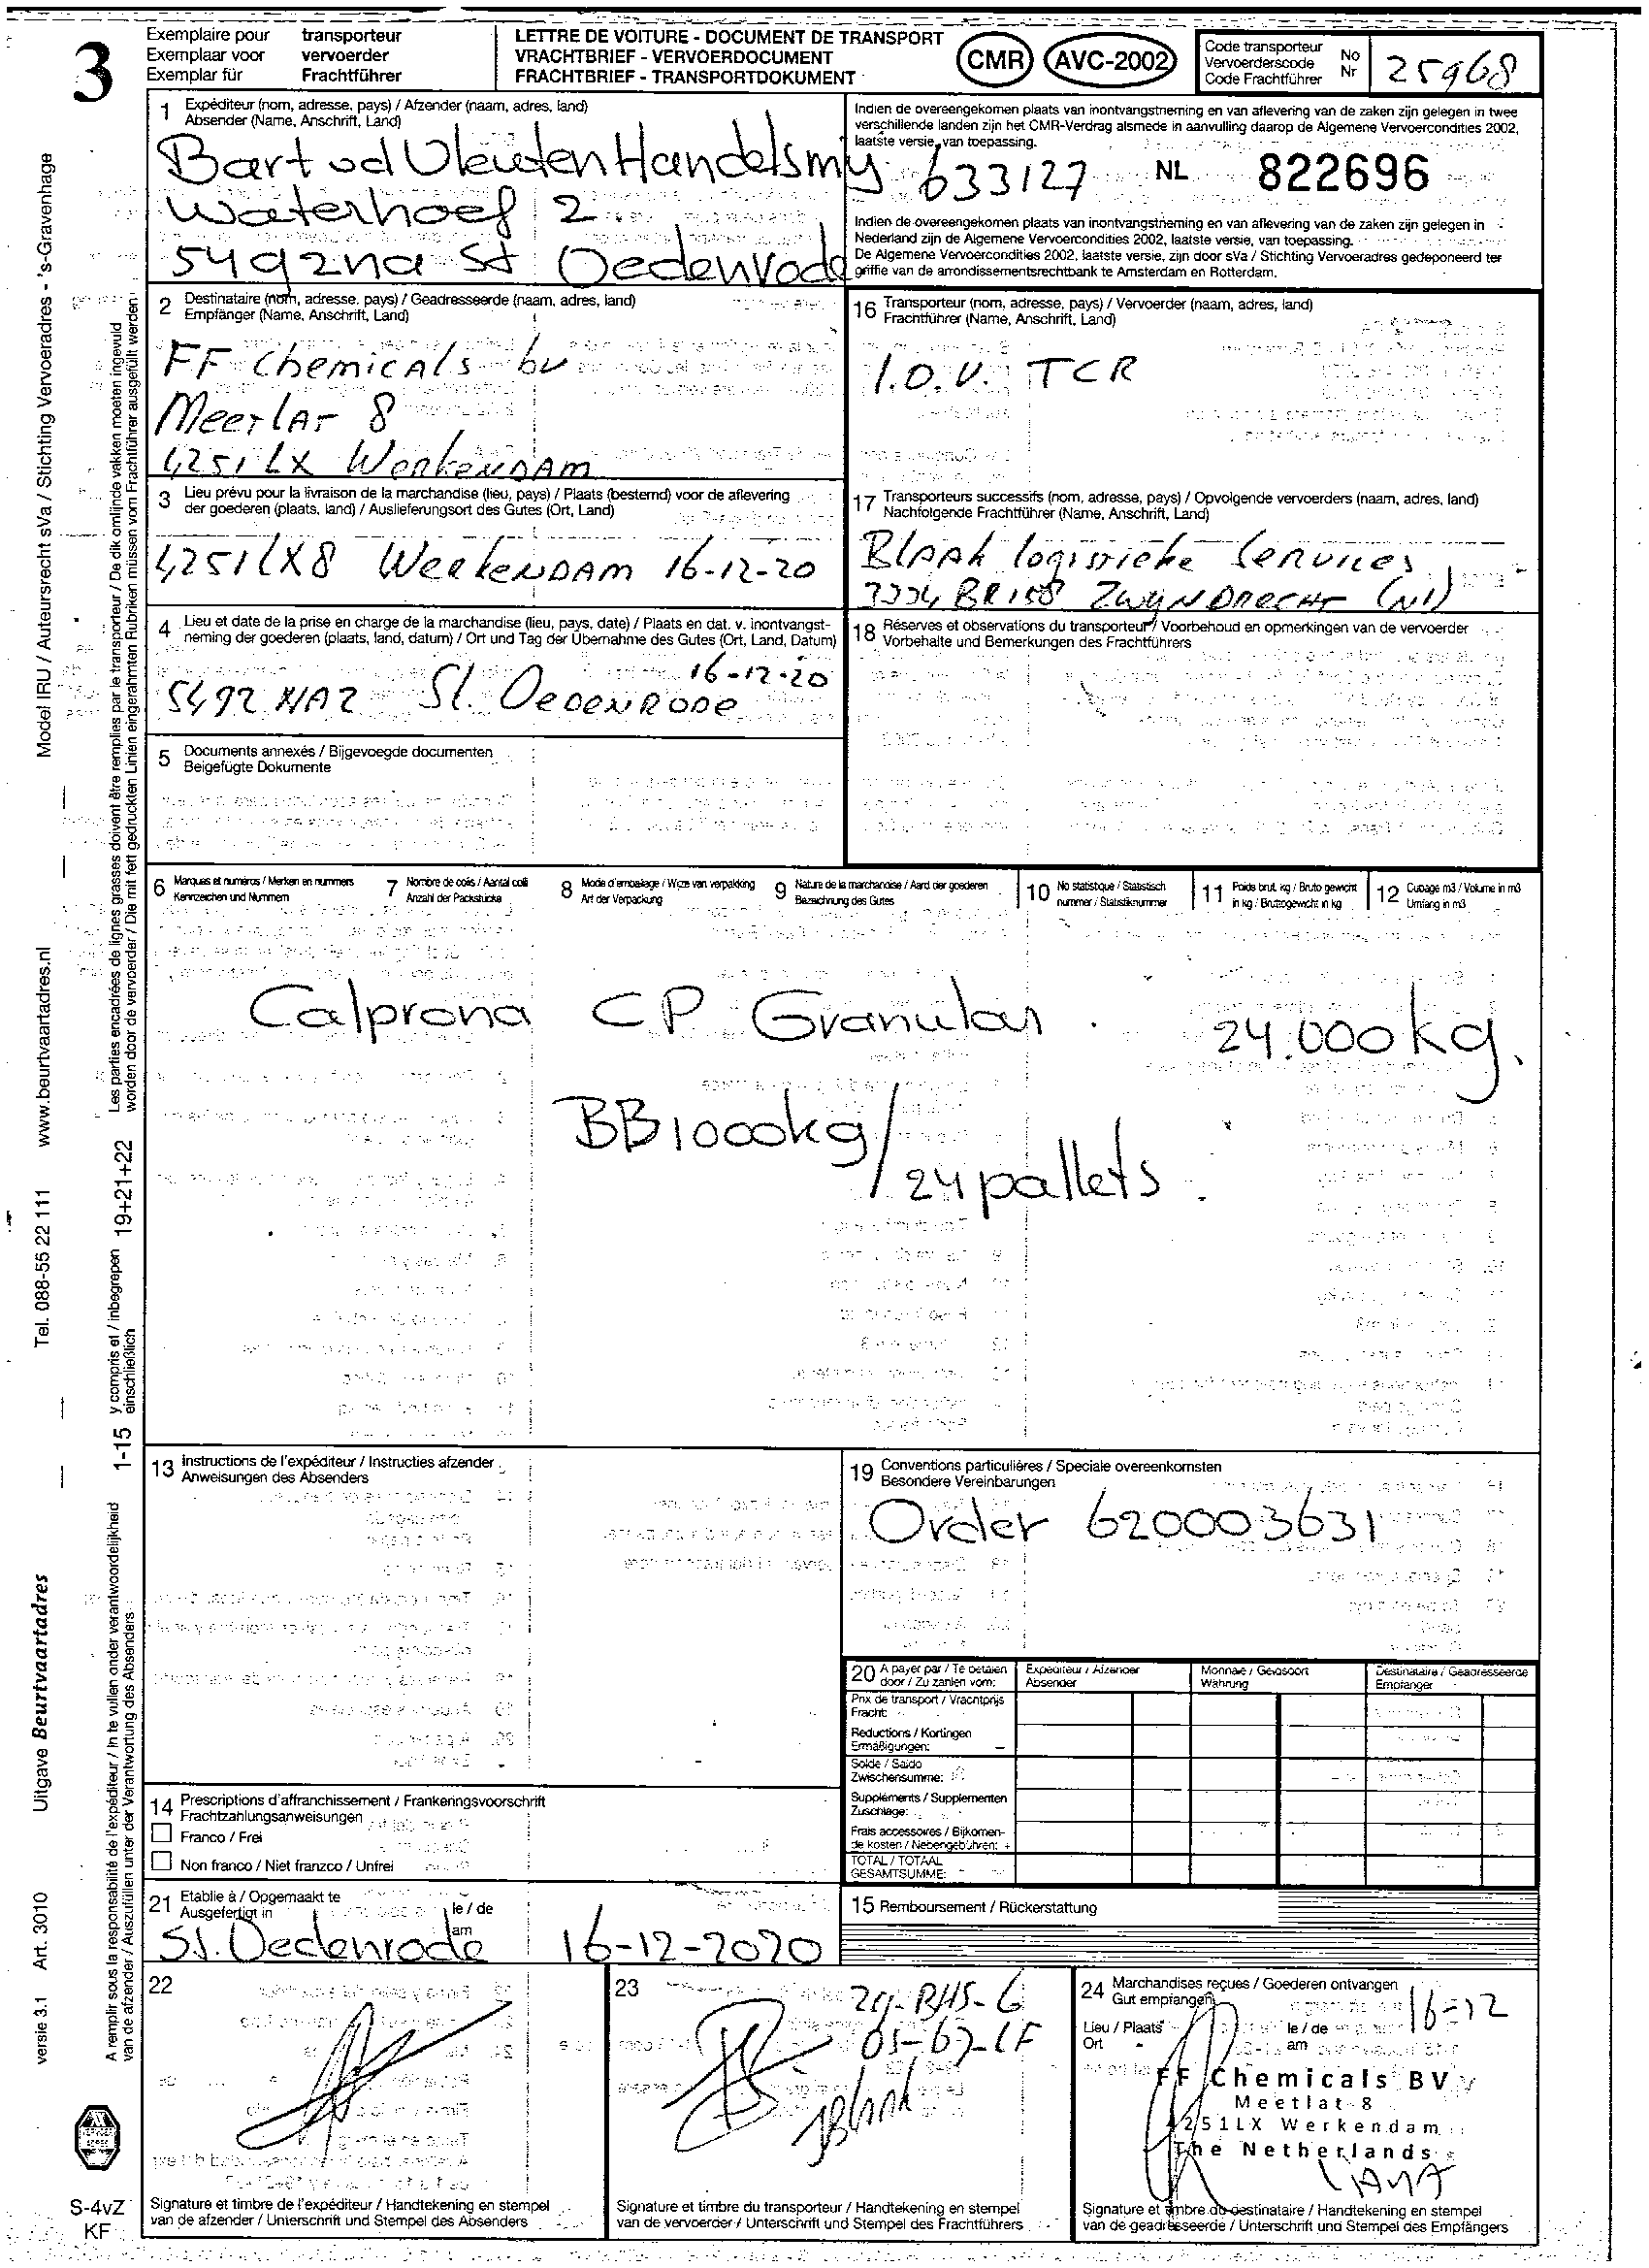 3
Exemplaire pour transporteur
Exemplaar voor vervoerder
Exemplar für Frachtführer
LETTRE DE VOITURE - DOCUMENT DE TRANSPORT
VRACHTBRIEF - VERVOERDOCUMENT
FRACHTBRIEF - TRANSPORTDOKUMENT
CMR AVC-2002
Code transporteur No
Vervoerderscode Nr
Code Frachtführer
25968
1 Expéditeur (nom, adresse, pays) / Afzender (naam, adres, land)
Absender (Name, Anschrift, Land)
Bart vd Vleuten Handelsmy
Waterhoef 2
5492na St Oedenrode
Indien de overeengekomen plaats van inontvangstneming en van aflevering van de zaken zijn gelegen in twee
verschillende landen zijn het CMR-Verdrag alsmede in aanvulling daarop de Algemene Vervoercondities 2002,
laatste versie, van toepassing.
633127 NL 822696
Indien de overeengekomen plaats van inontvangstneming en van aflevering van de zaken zijn gelegen in
Nederland zijn de Algemene Vervoercondities 2002, laatste versie, van toepassing.
De Algemene Vervoercondities 2002, laatste versie, zijn door sVa / Stichting Vervoeradres gedeponeerd ter
griffie van de arrondissementsrechtbank te Amsterdam en Rotterdam.
2 Destinataire (nom, adresse, pays) / Geadresseerde (naam, adres, land)
Empfänger (Name, Anschrift, Land)
FF Chemicals bv
Meerlat 8
4251LX Werkendam
16 Transporteur (nom, adresse, pays) / Vervoerder (naam, adres, land)
Frachtführer (Name, Anschrift, Land)
I.O.V. TCR
3 Lieu prévu pour la livraison de la marchandise (lieu, pays) / Plaats (bestemd) voor de aflevering
der goederen (plaats, land) / Auslieferungsort des Gutes (Ort, Land)
4251LX8 Werkendam 16-12-20
17 Transporteurs successifs (nom, adresse, pays) / Opvolgende vervoerders (naam, adres, land)
Nachfolgende Frachtführer (Name, Anschrift, Land)
Blaak logistieke Services
3334 BR158 Zwijndrecht (Nl)
4 Lieu et date de la prise en charge de la marchandise (lieu, pays, date) / Plaats en dat. v. inontvangst-
neming der goederen (plaats, land, datum) / Ort und Tag der Übernahme des Gutes (Ort, Land, Datum)
16-12-20
5492 NA2 St. Oedenrode
18 Réserves et observations du transporteur / Voorbehoud en opmerkingen van de vervoerder
Vorbehalte und Bemerkungen des Frachtführers
5 Documents annexés / Bijgevoegde documenten
Beigefügte Dokumente
6 Marques et numéros / Merken en nummers
Kennzeichen und Nummern
7 Nombre de colis / Aantal colli
Anzahl der Packstücke
8 Mode d'emballage / Wijze van verpakking
Art der Verpackung
9 Nature de la marchandise / Aard der goederen
Bezeichnung des Gutes
10 No statistique / Statistisch
nummer / Statistiknummer
11 Poids brut, kg / Bruto gewicht
in kg / Bruttogewicht in kg
12 Cubage m3 / Volume in m3
Umfang in m3
Calprona CP Granular. 24.000 kg.
BB1000kg/
24 pallets.
13 Instructions de l'expéditeur / Instructies afzender
Anweisungen des Absenders
19 Conventions particulières / Speciale overeenkomsten
Besondere Vereinbarungen
Order 620003631
20 A payer par / Te betalen
door / Zu zahlen vom:
Expéditeur / Afzender
Absender
Monnaie / Geldsoort
Währung
Destinataire / Geadresseerde
Empfänger
Prix de transport / Vrachtprijs
Fracht:
Reductions / Kortingen
Ermäßigungen: −
Solde / Saldo
Zwischensumme:
Suppléments / Supplementen
Zuschläge:
Frais accessoires / Bijkomen-
de kosten / Nebengebühren: +
TOTAL / TOTAAL
GESAMTSUMME:
14 Prescriptions d'affranchissement / Frankeringsvoorschrift
Frachtzahlungsanweisungen
Franco / Frei
Non franco / Niet franzco / Unfrei
21 Etablie à / Opgemaakt te le / de
Ausgefertigt in am
St. Oedenrode 16-12-2020
15 Remboursement / Rückerstattung
22
Signature et timbre de l'expéditeur / Handtekening en stempel
van de afzender / Unterschrift und Stempel des Absenders
23
05-67-LF
Blaak
Signature et timbre du transporteur / Handtekening en stempel
van de vervoerder / Unterschrift und Stempel des Frachtführers
24 Marchandises reçues / Goederen ontvangen
Gut empfangen
Lieu / Plaats le / de 16-12
Ort am
FF Chemicals BV
Meetlat 8
4251LX Werkendam
The Netherlands
Signature et timbre du destinataire / Handtekening en stempel
van de geadresseerde / Unterschrift und Stempel des Empfängers
Model IRU / Auteursrecht sVa / Stichting Vervoeradres - 's-Gravenhage
www.beurtvaartadres.nl
Tel. 088-55 22 111
Uitgave Beurtvaartadres
Art. 3010
versie 3.1
Les parties encadrées de lignes grasses doivent être remplies par le transporteur / De dik omlijnde vakken moeten ingevuld
worden door de vervoerder / Die mit fett gedruckten Linien eingerahmten Rubriken müssen vom Frachtführer ausgefüllt werden
19+21+22
y compris et / inbegrepen
einschließlich
1-15
A remplir sous la responsabilité de l'expéditeur / In te vullen onder verantwoordelijkheid
van de afzender / Auszufüllen unter der Verantwortung des Absenders
S-4vZ
KF